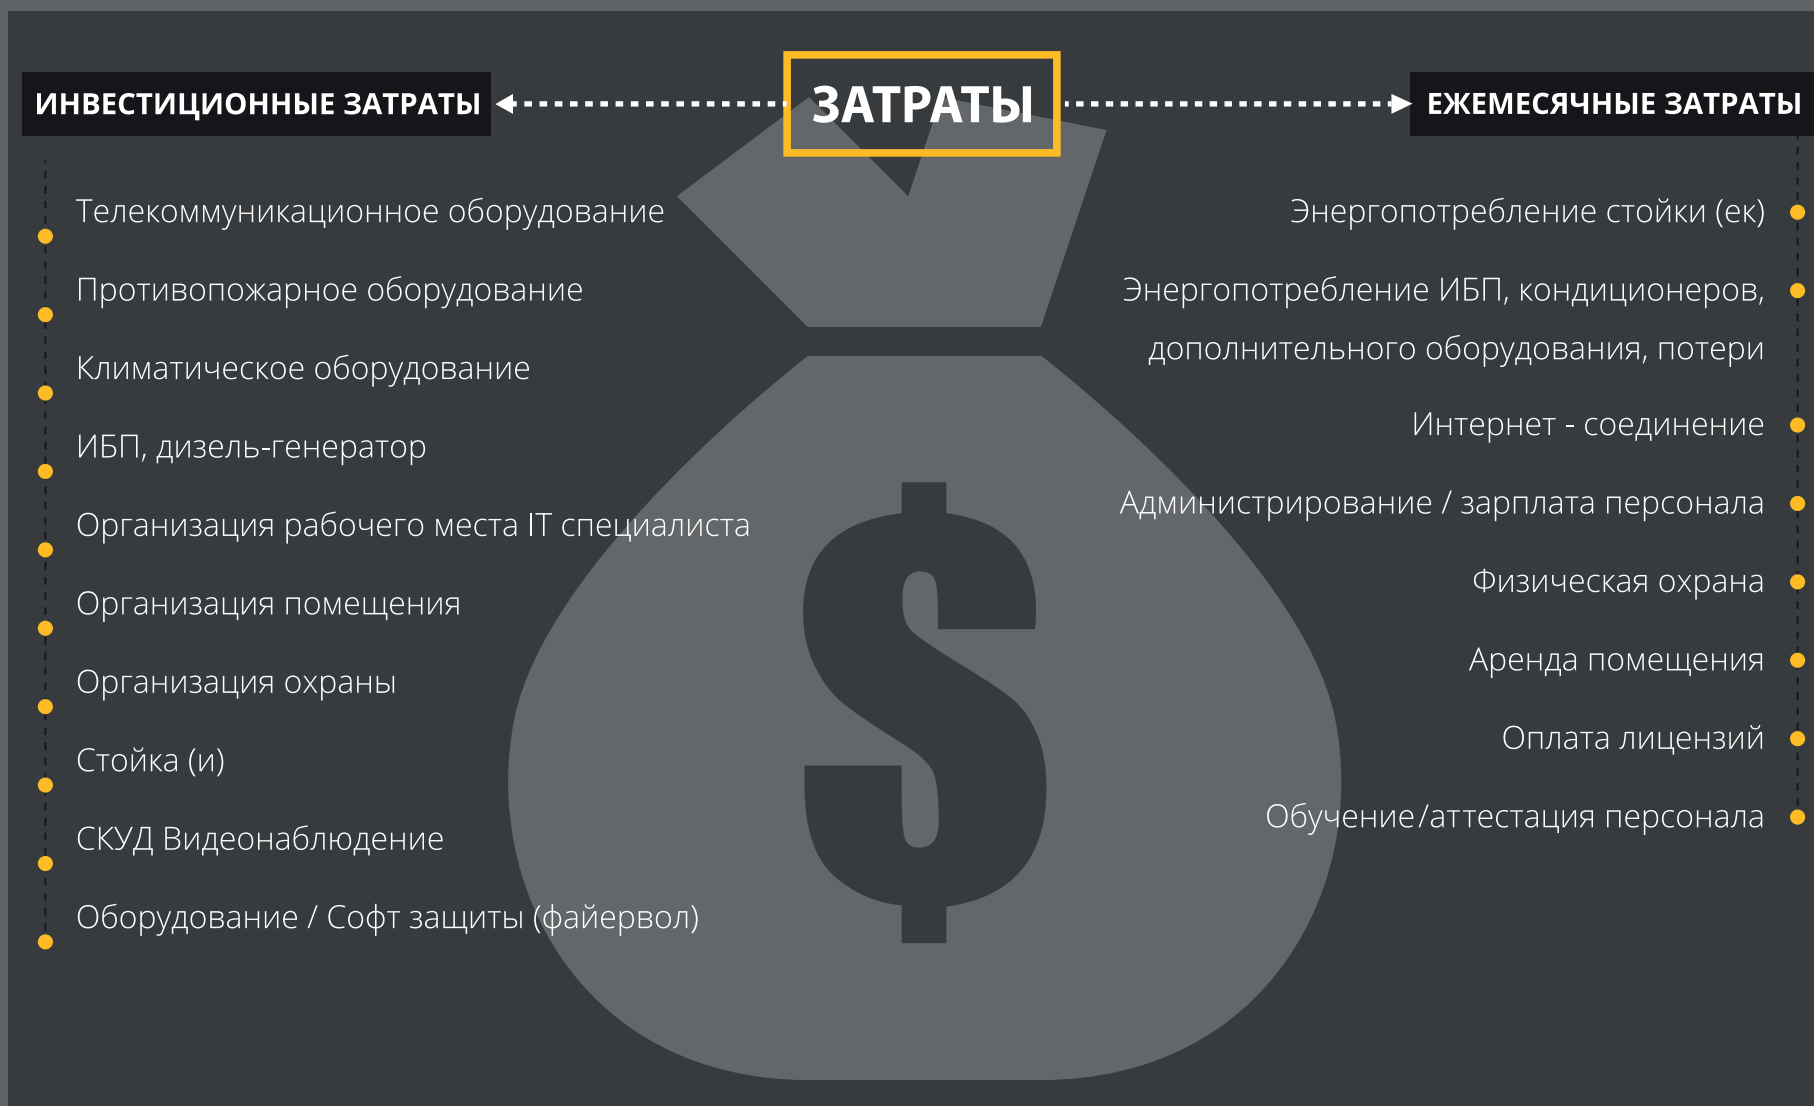 ЗАТРАТЫ
ИНВЕСТИЦИОННЫЕ ЗАТРАТЫ
Телекоммуникационное оборудование
Противопожарное оборудование
Климатическое оборудование
ИБП, дизель-генератор
Организация рабочего места IT специалиста
Организация помещения
Организация охраны
Стойка (и)
СКУД Видеонаблюдение
Оборудование / Софт защиты (файервол)
ЕЖЕМЕСЯЧНЫЕ ЗАТРАТЫ
Энергопотребление стойки (ек)
Энергопотребление ИБП, кондиционеров,
дополнительного оборудования, потери
Интернет - соединение
Администрирование / зарплата персонала
Физическая охрана
Аренда помещения
Оплата лицензий
Обучение/аттестация персонала
$